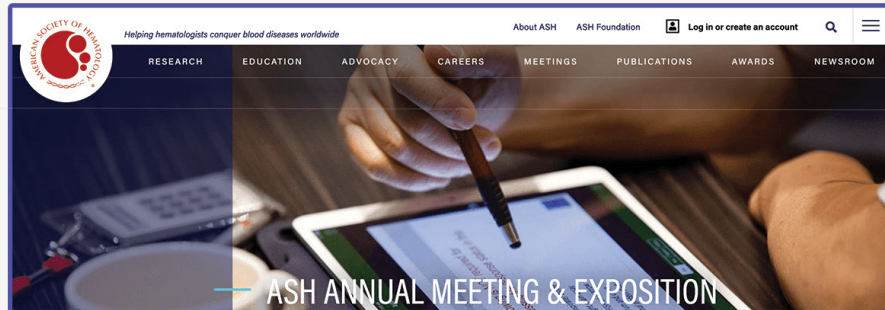 AMERICAN SOCIETY OF HEMATOLOGY
Helping hematologists conquer blood diseases worldwide
About ASH ASH Foundation Log in or create an account
RESEARCH EDUCATION ADVOCACY CAREERS MEETINGS PUBLICATIONS AWARDS NEWSROOM
ASH ANNUAL MEETING & EXPOSITION